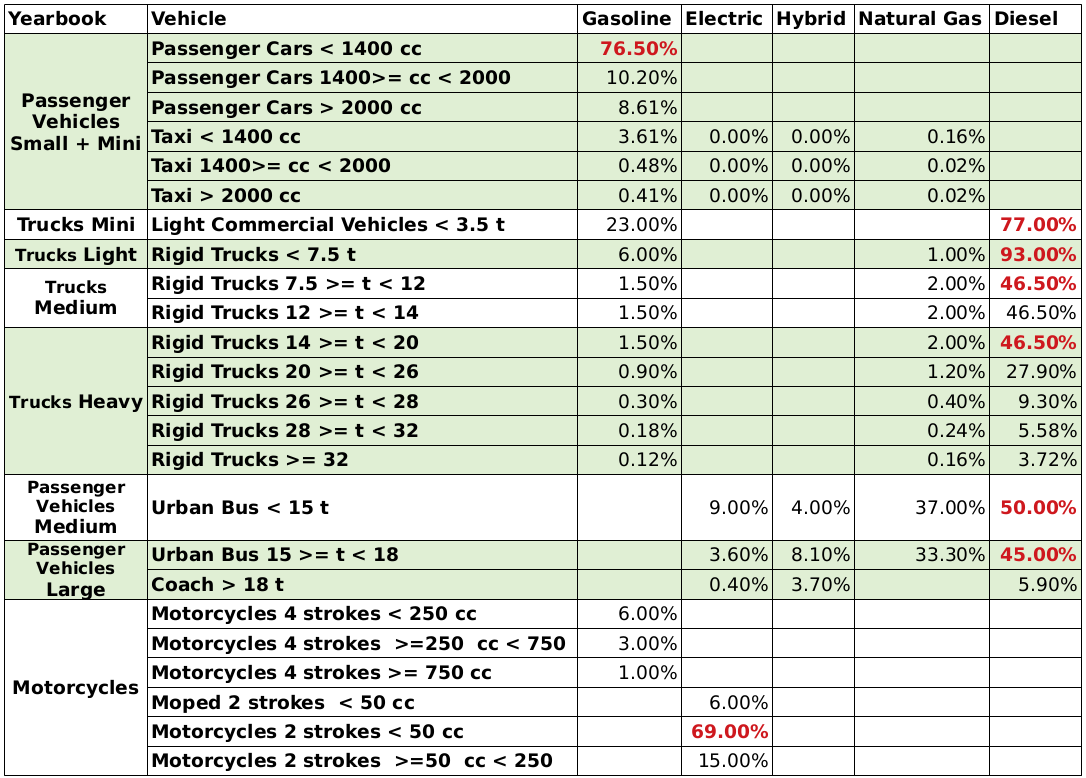 Yearbook Vehicle Gasoline Electric Hybrid Natural Gas Diesel
Passenger Vehicles Small + Mini
Passenger Cars < 1400 cc 76.50%
Passenger Cars 1400>= cc < 2000 10.20%
Passenger Cars > 2000 cc 8.61%
Taxi < 1400 cc 3.61% 0.00% 0.00% 0.16%
Taxi 1400>= cc < 2000 0.48% 0.00% 0.00% 0.02%
Taxi > 2000 cc 0.41% 0.00% 0.00% 0.02%
Trucks Mini Light Commercial Vehicles < 3.5 t 23.00% 77.00%
Trucks Light Rigid Trucks < 7.5 t 6.00% 1.00% 93.00%
Trucks Medium
Rigid Trucks 7.5 >= t < 12 1.50% 2.00% 46.50%
Rigid Trucks 12 >= t < 14 1.50% 2.00% 46.50%
Trucks Heavy
Rigid Trucks 14 >= t < 20 1.50% 2.00% 46.50%
Rigid Trucks 20 >= t < 26 0.90% 1.20% 27.90%
Rigid Trucks 26 >= t < 28 0.30% 0.40% 9.30%
Rigid Trucks 28 >= t < 32 0.18% 0.24% 5.58%
Rigid Trucks >= 32 0.12% 0.16% 3.72%
Passenger Vehicles Medium
Urban Bus < 15 t 9.00% 4.00% 37.00% 50.00%
Passenger Vehicles Large
Urban Bus 15 >= t < 18 3.60% 8.10% 33.30% 45.00%
Coach > 18 t 0.40% 3.70% 5.90%
Motorcycles
Motorcycles 4 strokes < 250 cc 6.00%
Motorcycles 4 strokes >=250 cc < 750 3.00%
Motorcycles 4 strokes >= 750 cc 1.00%
Moped 2 strokes < 50 cc 6.00%
Motorcycles 2 strokes < 50 cc 69.00%
Motorcycles 2 strokes >=50 cc < 250 15.00%